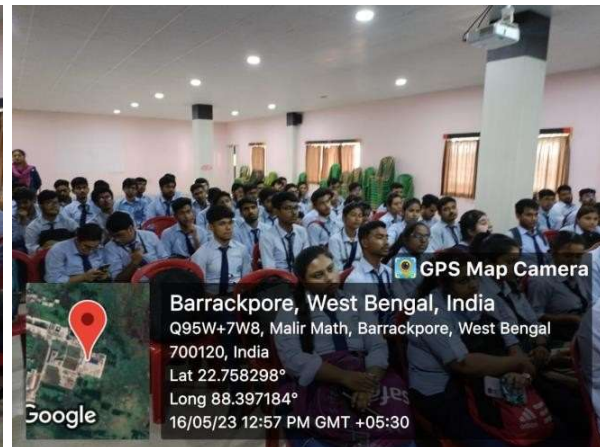 GPS Map Camera
Barrackpore, West Bengal, India
Q95W+7W8, Malir Math, Barrackpore, West Bengal
700120, India
Lat 22.758298°
Long 88.397184°
16/05/23 12:57 PM GMT +05:30
Google
safa